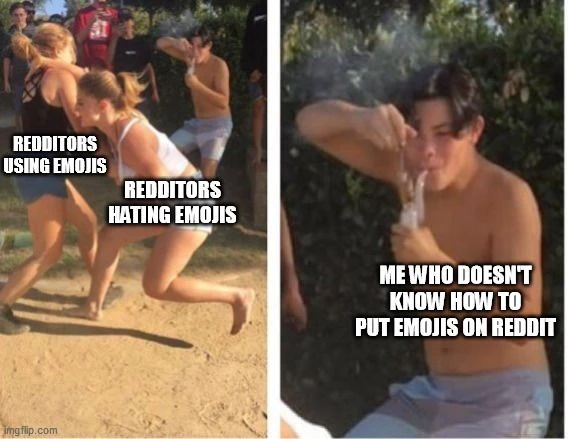 REDDITORS
USING EMOJIS
REDDITORS
HATING EMOJIS
ME WHO DOESN'T
KNOW HOW TO
PUT EMOJIS ON REDDIT
imgflip.com